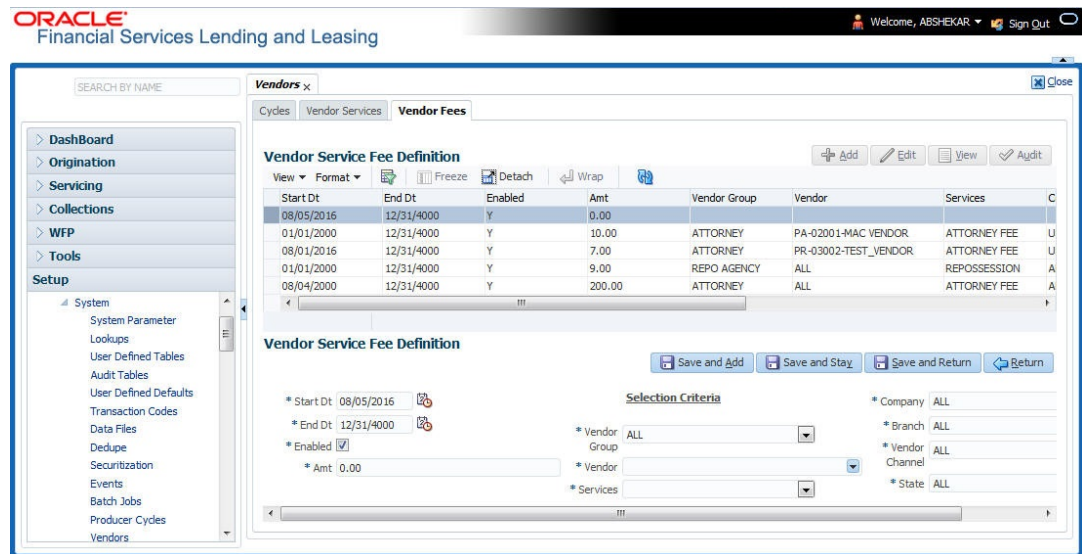 ORACLE
Financial Services Lending and Leasing
Welcome, ABSHEKAR Sign Out
SEARCH BY NAME
DashBoard
Origination
Servicing
Collections
WFP
Tools
Setup
System
System Parameter
Lookups
User Defined Tables
Audit Tables
User Defined Defaults
Transaction Codes
Data Files
Dedupe
Securitization
Events
Batch Jobs
Producer Cycles
Vendors
Vendors x Close
Cycles Vendor Services Vendor Fees
Vendor Service Fee Definition Add Edit View Audit
View Format Freeze Detach Wrap
Start Dt End Dt Enabled Amt Vendor Group Vendor Services C
08/05/2016 12/31/4000 Y 0.00
01/01/2000 12/31/4000 Y 10.00 ATTORNEY PA-02001-MAC VENDOR ATTORNEY FEE U
08/01/2016 12/31/4000 Y 7.00 ATTORNEY PR-03002-TEST_VENDOR ATTORNEY FEE U
01/01/2000 12/31/4000 Y 9.00 REPO AGENCY ALL REPOSSESSION A
08/04/2000 12/31/4000 Y 200.00 ATTORNEY ALL ATTORNEY FEE A
Vendor Service Fee Definition
Save and Add Save and Stay Save and Return Return
* Start Dt 08/05/2016
* End Dt 12/31/4000
* Enabled
* Amt 0.00
Selection Criteria
* Vendor Group ALL
* Vendor
* Services
* Company ALL
* Branch ALL
* Vendor Channel ALL
* State ALL